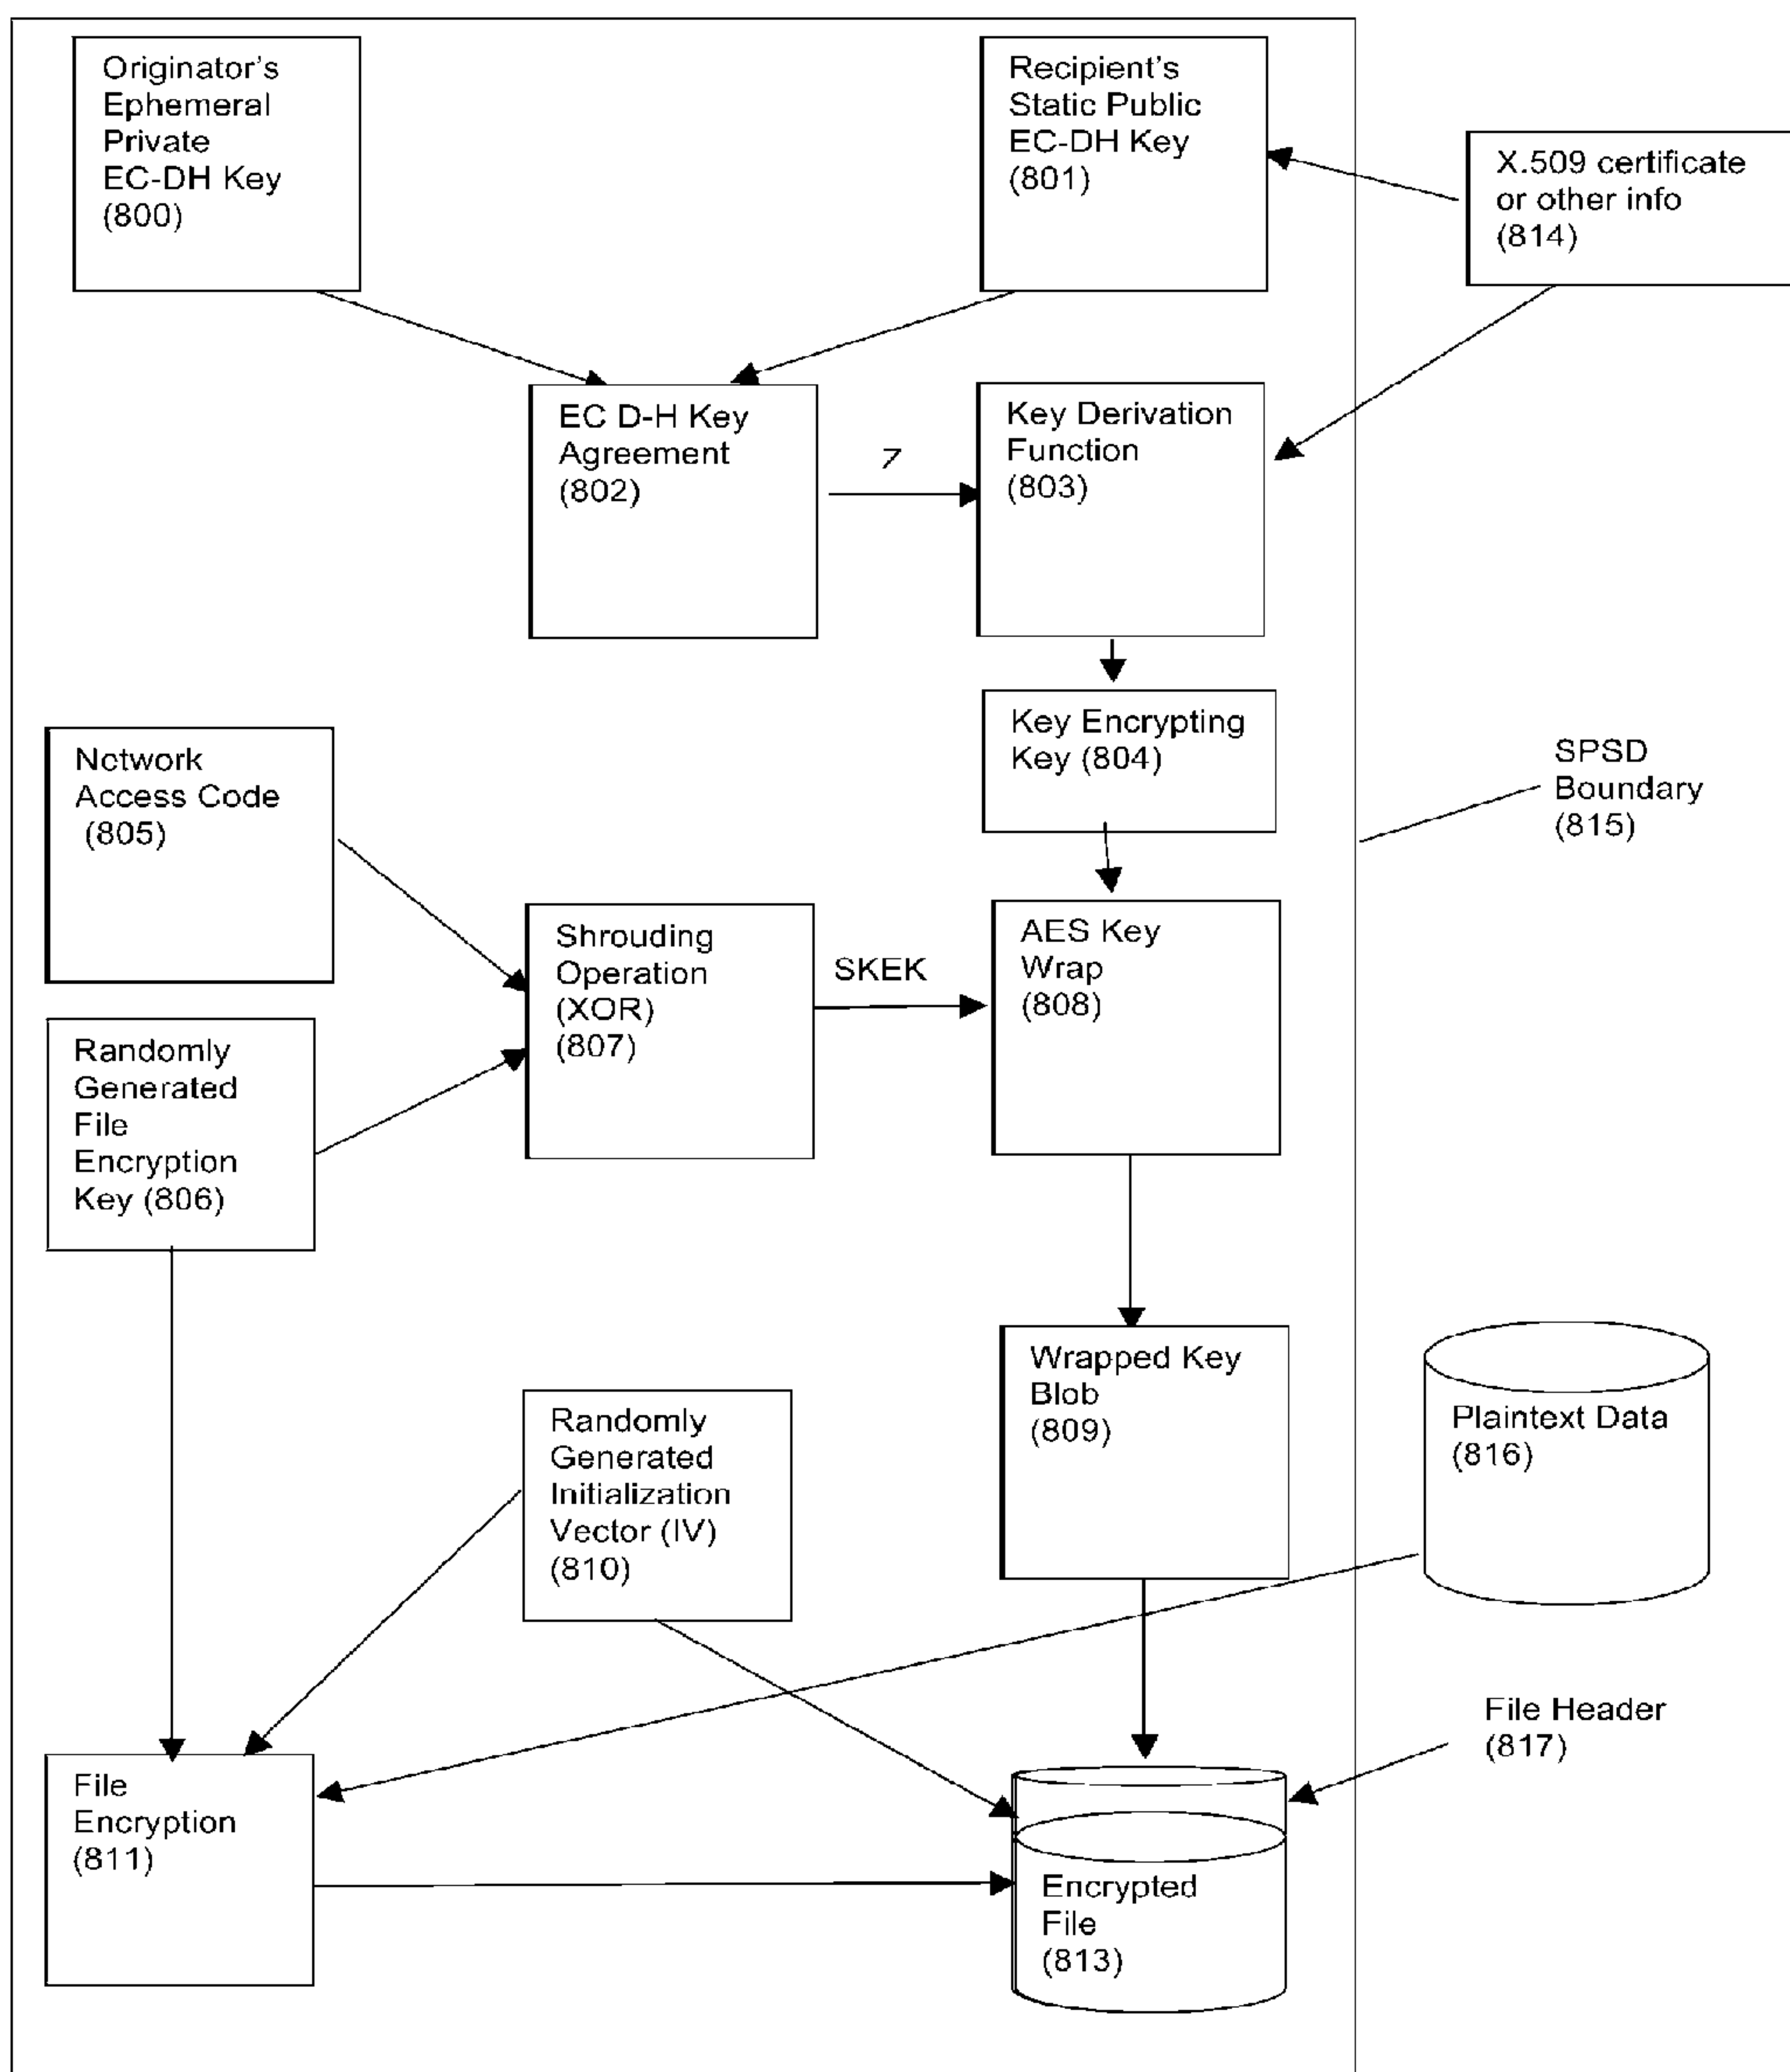 Originator's
Ephemeral
Private
EC-DH Key
(800)
Recipient's
Static Public
EC-DH Key
(801)
X.509 certificate
or other info
(814)
EC D-H Key
Agreement
(802)
7
Key Derivation
Function
(803)
Key Encrypting
Key (804)
Network
Access Code
(805)
SPSD
Boundary
(815)
Shrouding
Operation
(XOR)
(807)
SKEK
AES Key
Wrap
(808)
Randomly
Generated
File
Encryption
Key (806)
Wrapped Key
Blob
(809)
Plaintext Data
(816)
Randomly
Generated
Initialization
Vector (IV)
(810)
File Header
(817)
File
Encryption
(811)
Encrypted
File
(813)